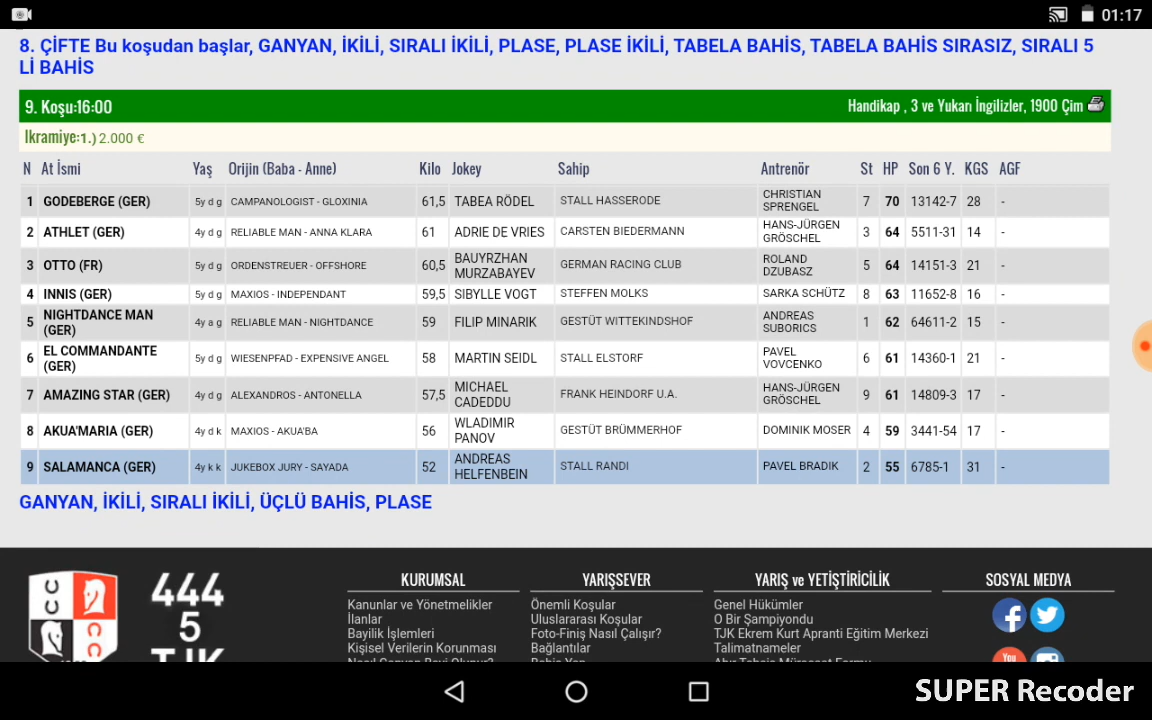 01:17
8. ÇİFTE Bu koşudan başlar, GANYAN, İKİLİ, SIRALI İKİLİ, PLASE, PLASE İKİLİ, TABELA BAHİS, TABELA BAHİS SIRASIZ, SIRALI 5
Lİ BAHİS
9. Koşu:16:00 Handikap , 3 ve Yukarı İngilizler, 1900 Çim
Ikramiye:1.) 2.000 €
N At İsmi Yaş Orijin (Baba - Anne) Kilo Jokey Sahip Antrenör St HP Son 6 Y. KGS AGF
1 GODEBERGE (GER) 5y d g CAMPANOLOGIST - GLOXINIA 61,5 TABEA RÖDEL STALL HASSERODE CHRISTIAN SPRENGEL 7 70 13142-7 28 -
2 ATHLET (GER) 4y d g RELIABLE MAN - ANNA KLARA 61 ADRIE DE VRIES CARSTEN BIEDERMANN HANS-JÜRGEN GRÖSCHEL 3 64 5511-31 14 -
3 OTTO (FR) 5y d g ORDENSTREUER - OFFSHORE 60,5 BAUYRZHAN MURZABAYEV GERMAN RACING CLUB ROLAND DZUBASZ 5 64 14151-3 21 -
4 INNIS (GER) 5y d g MAXIOS - INDEPENDANT 59,5 SIBYLLE VOGT STEFFEN MOLKS SARKA SCHÜTZ 8 63 11652-8 16 -
5 NIGHTDANCE MAN (GER) 4y a g RELIABLE MAN - NIGHTDANCE 59 FILIP MINARIK GESTÜT WITTEKINDSHOF ANDREAS SUBORICS 1 62 64611-2 15 -
6 EL COMMANDANTE (GER) 5y d g WIESENPFAD - EXPENSIVE ANGEL 58 MARTIN SEIDL STALL ELSTORF PAVEL VOVCENKO 6 61 14360-1 21 -
7 AMAZING STAR (GER) 4y d g ALEXANDROS - ANTONELLA 57,5 MICHAEL CADEDDU FRANK HEINDORF U.A. HANS-JÜRGEN GRÖSCHEL 9 61 14809-3 17 -
8 AKUA'MARIA (GER) 4y d k MAXIOS - AKUA'BA 56 WLADIMIR PANOV GESTÜT BRÜMMERHOF DOMINIK MOSER 4 59 3441-54 17 -
9 SALAMANCA (GER) 4y k k JUKEBOX JURY - SAYADA 52 ANDREAS HELFENBEIN STALL RANDI PAVEL BRADIK 2 55 6785-1 31 -
GANYAN, İKİLİ, SIRALI İKİLİ, ÜÇLÜ BAHİS, PLASE
444
5
TJK
KURUMSAL YARIŞSEVER YARIŞ ve YETİŞTİRİCİLİK SOSYAL MEDYA
Kanunlar ve Yönetmelikler Önemli Koşular Genel Hükümler
İlanlar Uluslararası Koşular O Bir Şampiyondu
Bayilik İşlemleri Foto-Finiş Nasıl Çalışır? TJK Ekrem Kurt Apranti Eğitim Merkezi
Kişisel Verilerin Korunması Bağlantılar Talimatnameler
You
SUPER Recoder